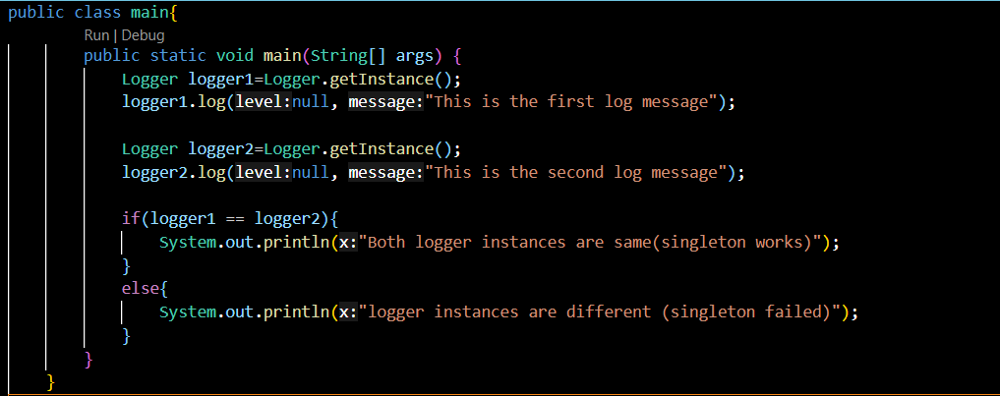 public class main{
Run | Debug
public static void main(String[] args) {
Logger logger1=Logger.getInstance();
logger1.log(level:null, message:"This is the first log message");
Logger logger2=Logger.getInstance();
logger2.log(level:null, message:"This is the second log message");
if(logger1 == logger2){
System.out.println(x:"Both logger instances are same(singleton works)");
}
else{
System.out.println(x:"logger instances are different (singleton failed)");
}
}
}